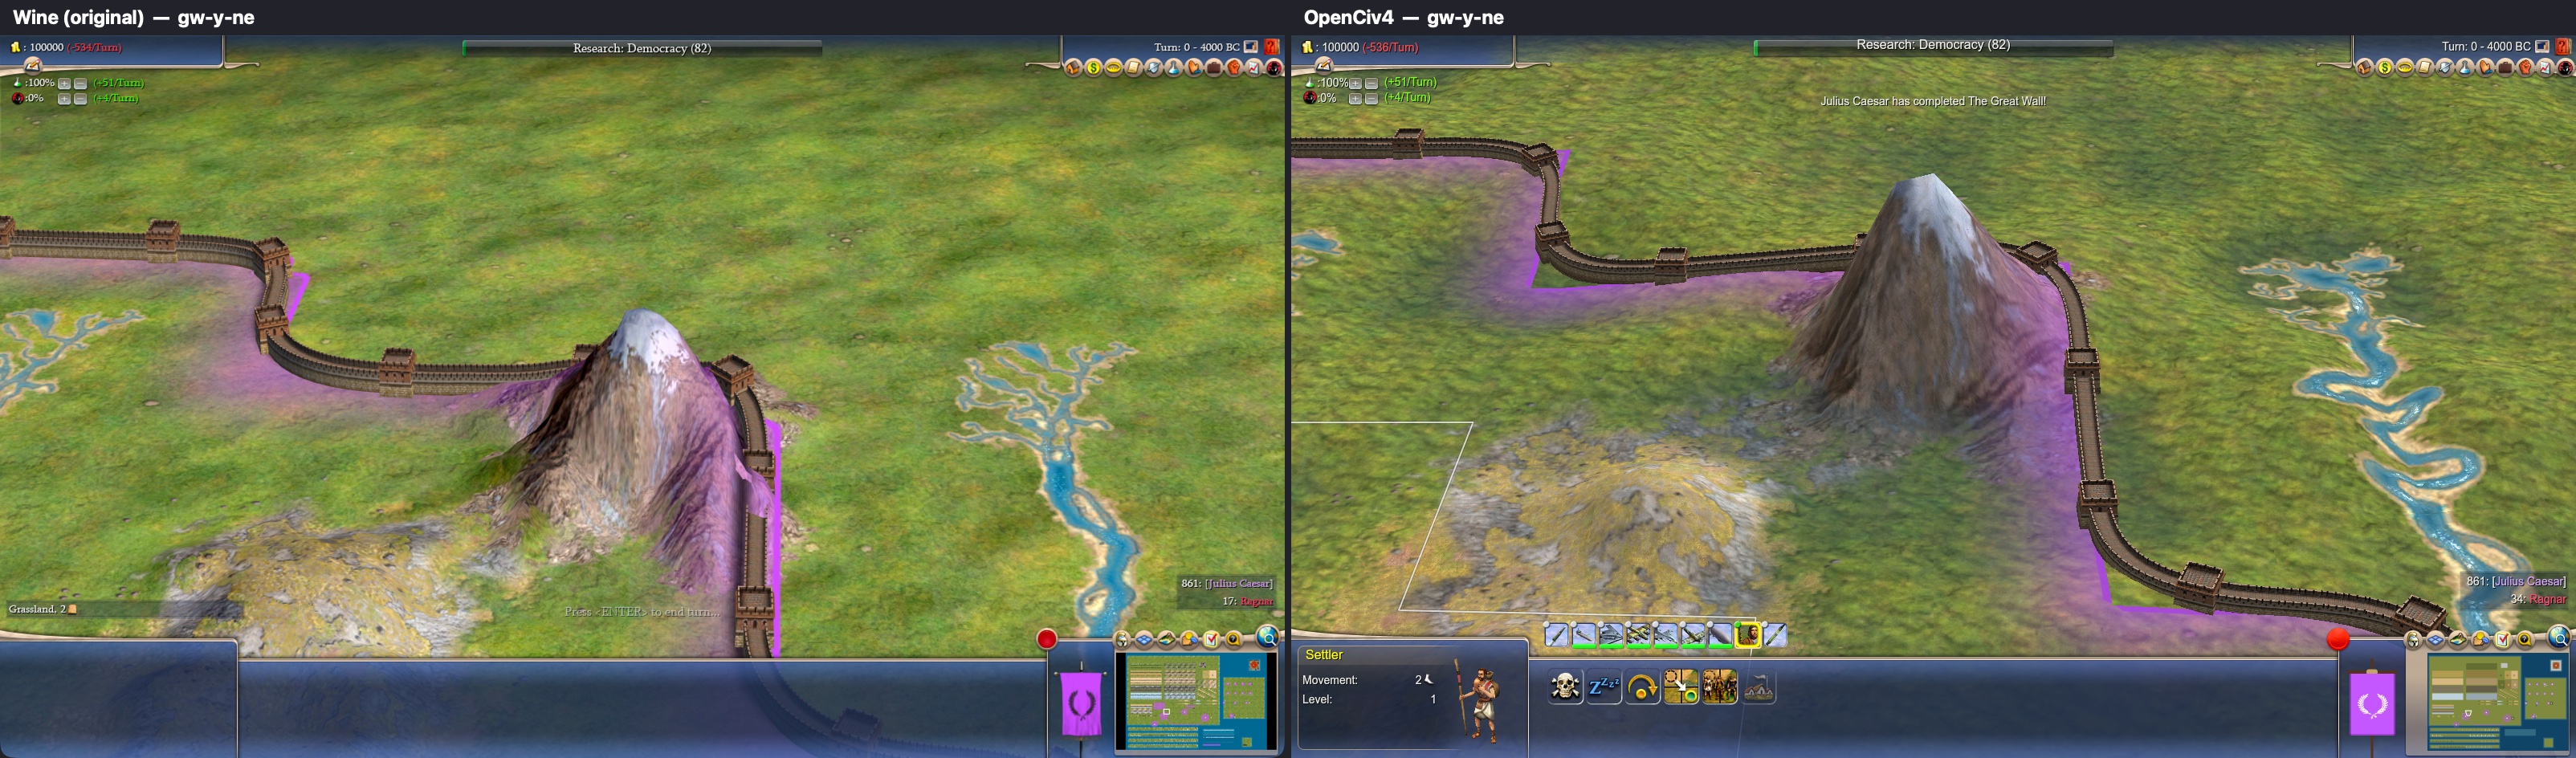 Wine (original) — gw-y-ne
: 100000 (-534/Turn)
Research: Democracy (82)
Turn: 0 - 4000 BC
:100% (+51/Turn)
:0% (+4/Turn)
Grassland, 2
Press <ENTER> to end turn...
861: [Julius Caesar]
17: Ragnar
OpenCiv4 — gw-y-ne
: 100000 (-536/Turn)
Research: Democracy (82)
Turn: 0 - 4000 BC
:100% (+51/Turn)
:0% (+4/Turn)
Julius Caesar has completed The Great Wall!
861: [Julius Caesar]
34: Ragnar
Settler
Movement: 2
Level: 1